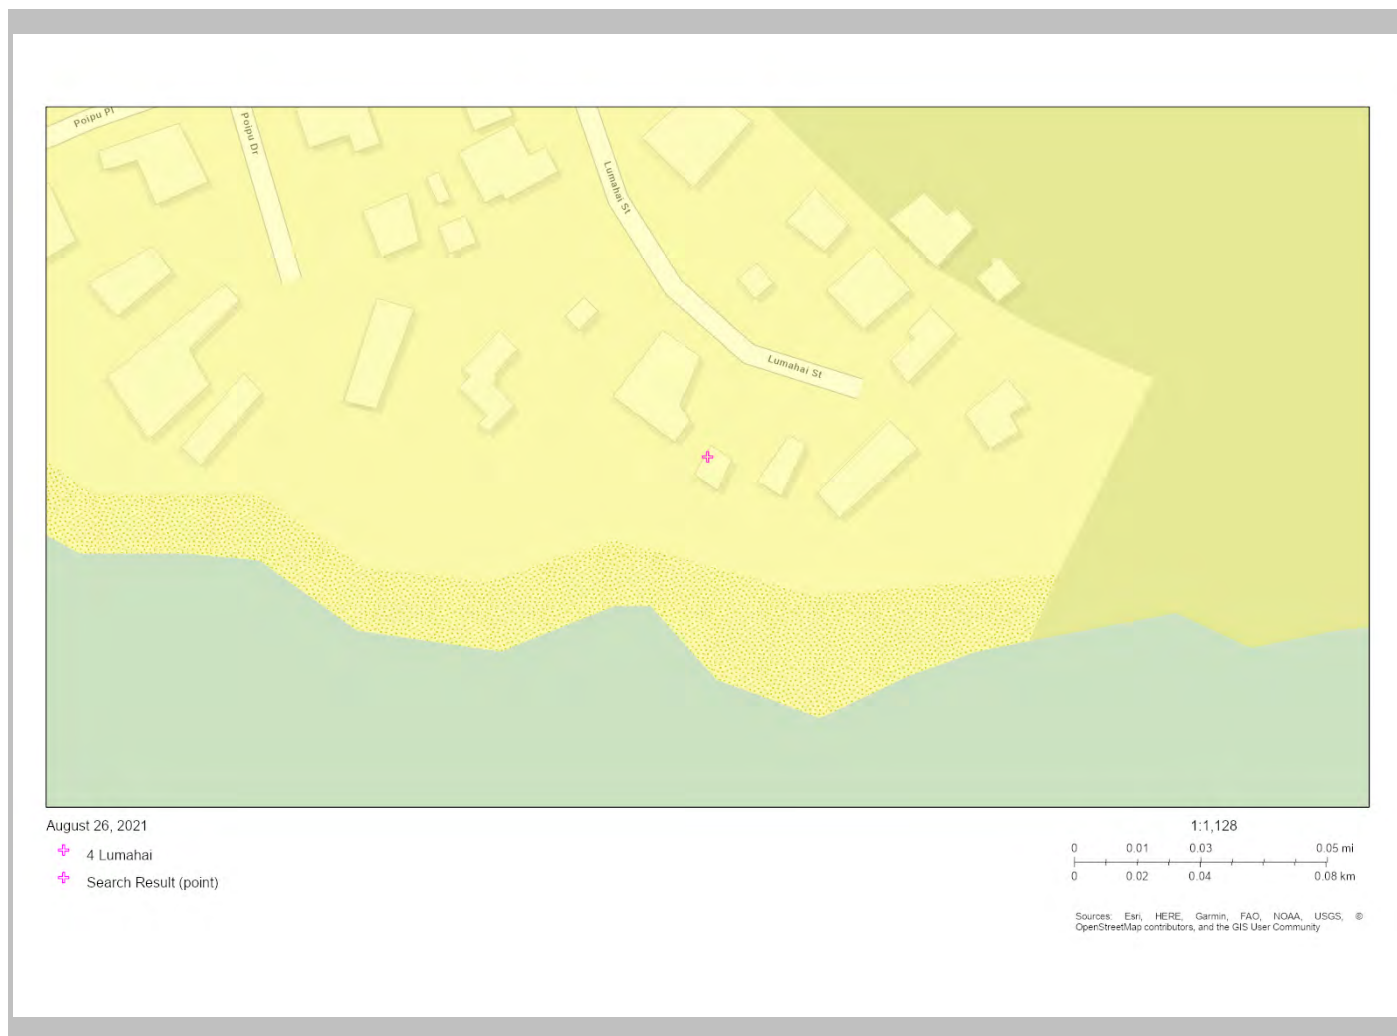 Poipu Pl
Poipu Dr
Lumahai St
Lumahai St
August 26, 2021
4 Lumahai
Search Result (point)
1:1,128
0 0.01 0.03 0.05 mi
0 0.02 0.04 0.08 km
Sources: Esri, HERE, Garmin, FAO, NOAA, USGS, ©
OpenStreetMap contributors, and the GIS User Community